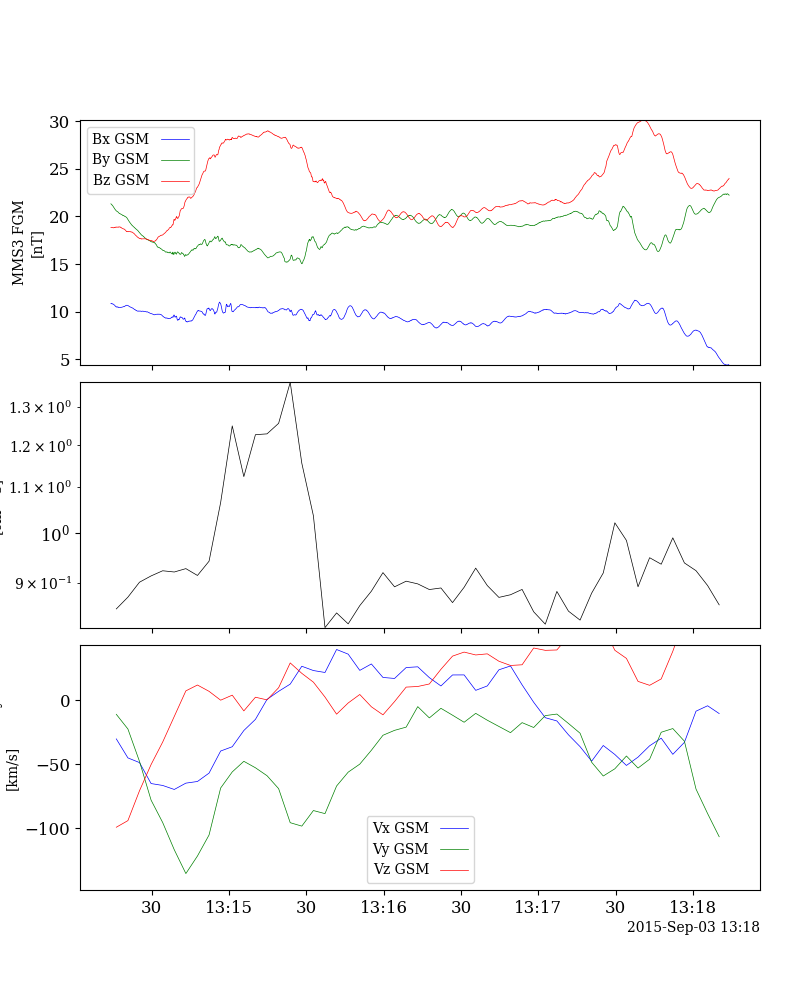 30
25
20
15
10
5
MMS3 FGM
[nT]
Bx GSM
By GSM
Bz GSM
1.3 × 10⁰
1.2 × 10⁰
1.1 × 10⁰
10⁰
9 × 10⁻¹
0
−50
−100
[km/s]
Vx GSM
Vy GSM
Vz GSM
30 13:15 30 13:16 30 13:17 30 13:18
2015-Sep-03 13:18